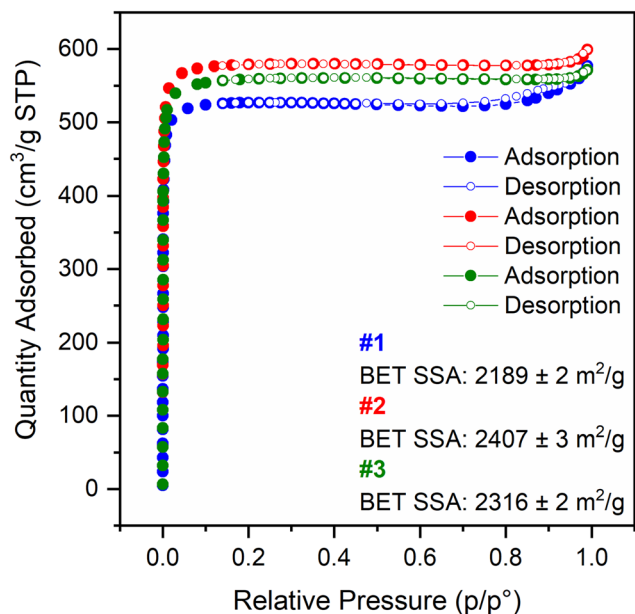 600
500
400
300
200
100
0
Quantity Adsorbed (cm³/g STP)
Adsorption
Desorption
Adsorption
Desorption
Adsorption
Desorption
#1
BET SSA: 2189 ± 2 m²/g
#2
BET SSA: 2407 ± 3 m²/g
#3
BET SSA: 2316 ± 2 m²/g
0.0 0.2 0.4 0.6 0.8 1.0
Relative Pressure (p/p°)